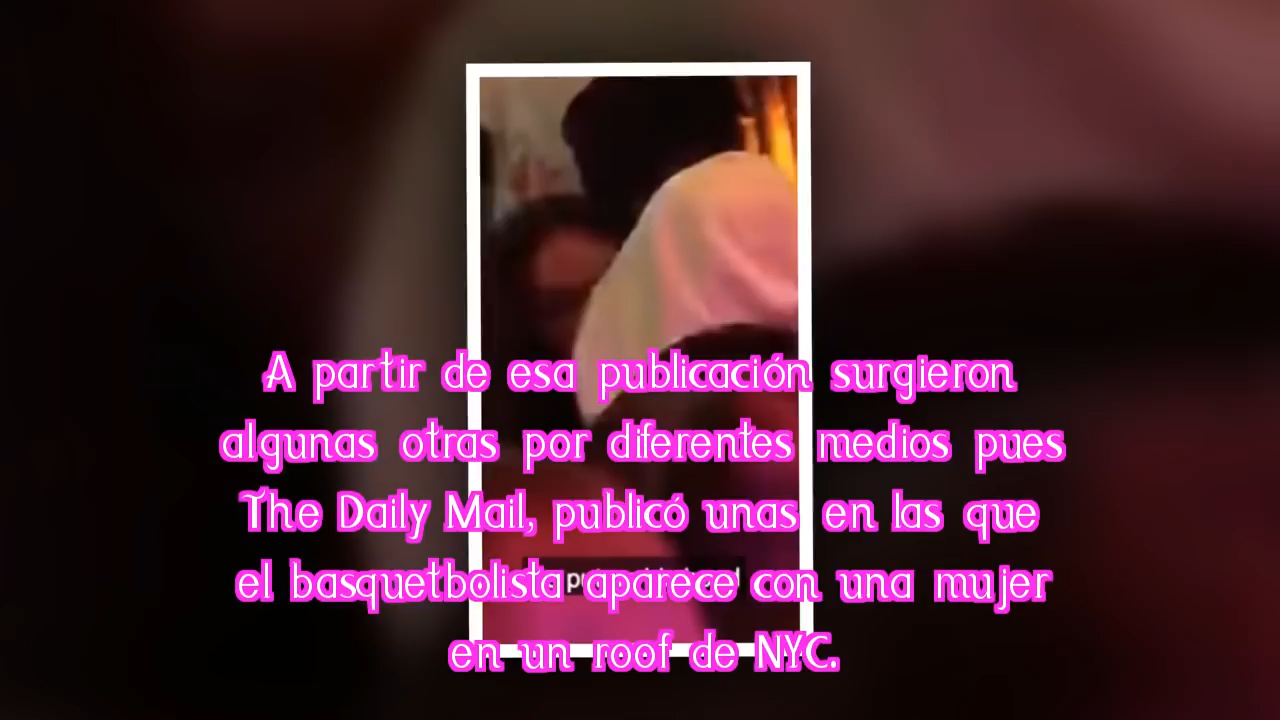 A partir de esa publicación surgieron
algunas otras por diferentes medios pues
The Daily Mail, publicó unas en las que
el basquetbolista aparece con una mujer
en un roof de NYC.